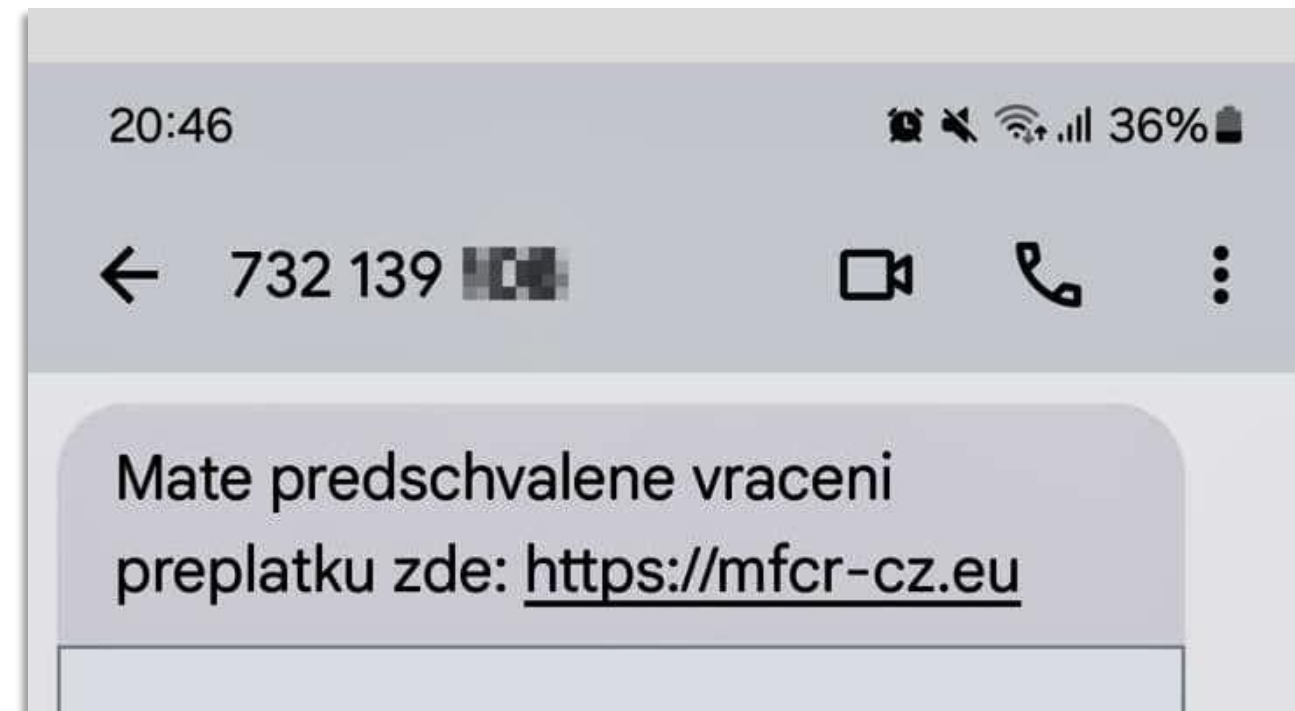 20:46
36%
732 139
Mate predschvalene vraceni
preplatku zde: https://mfcr-cz.eu